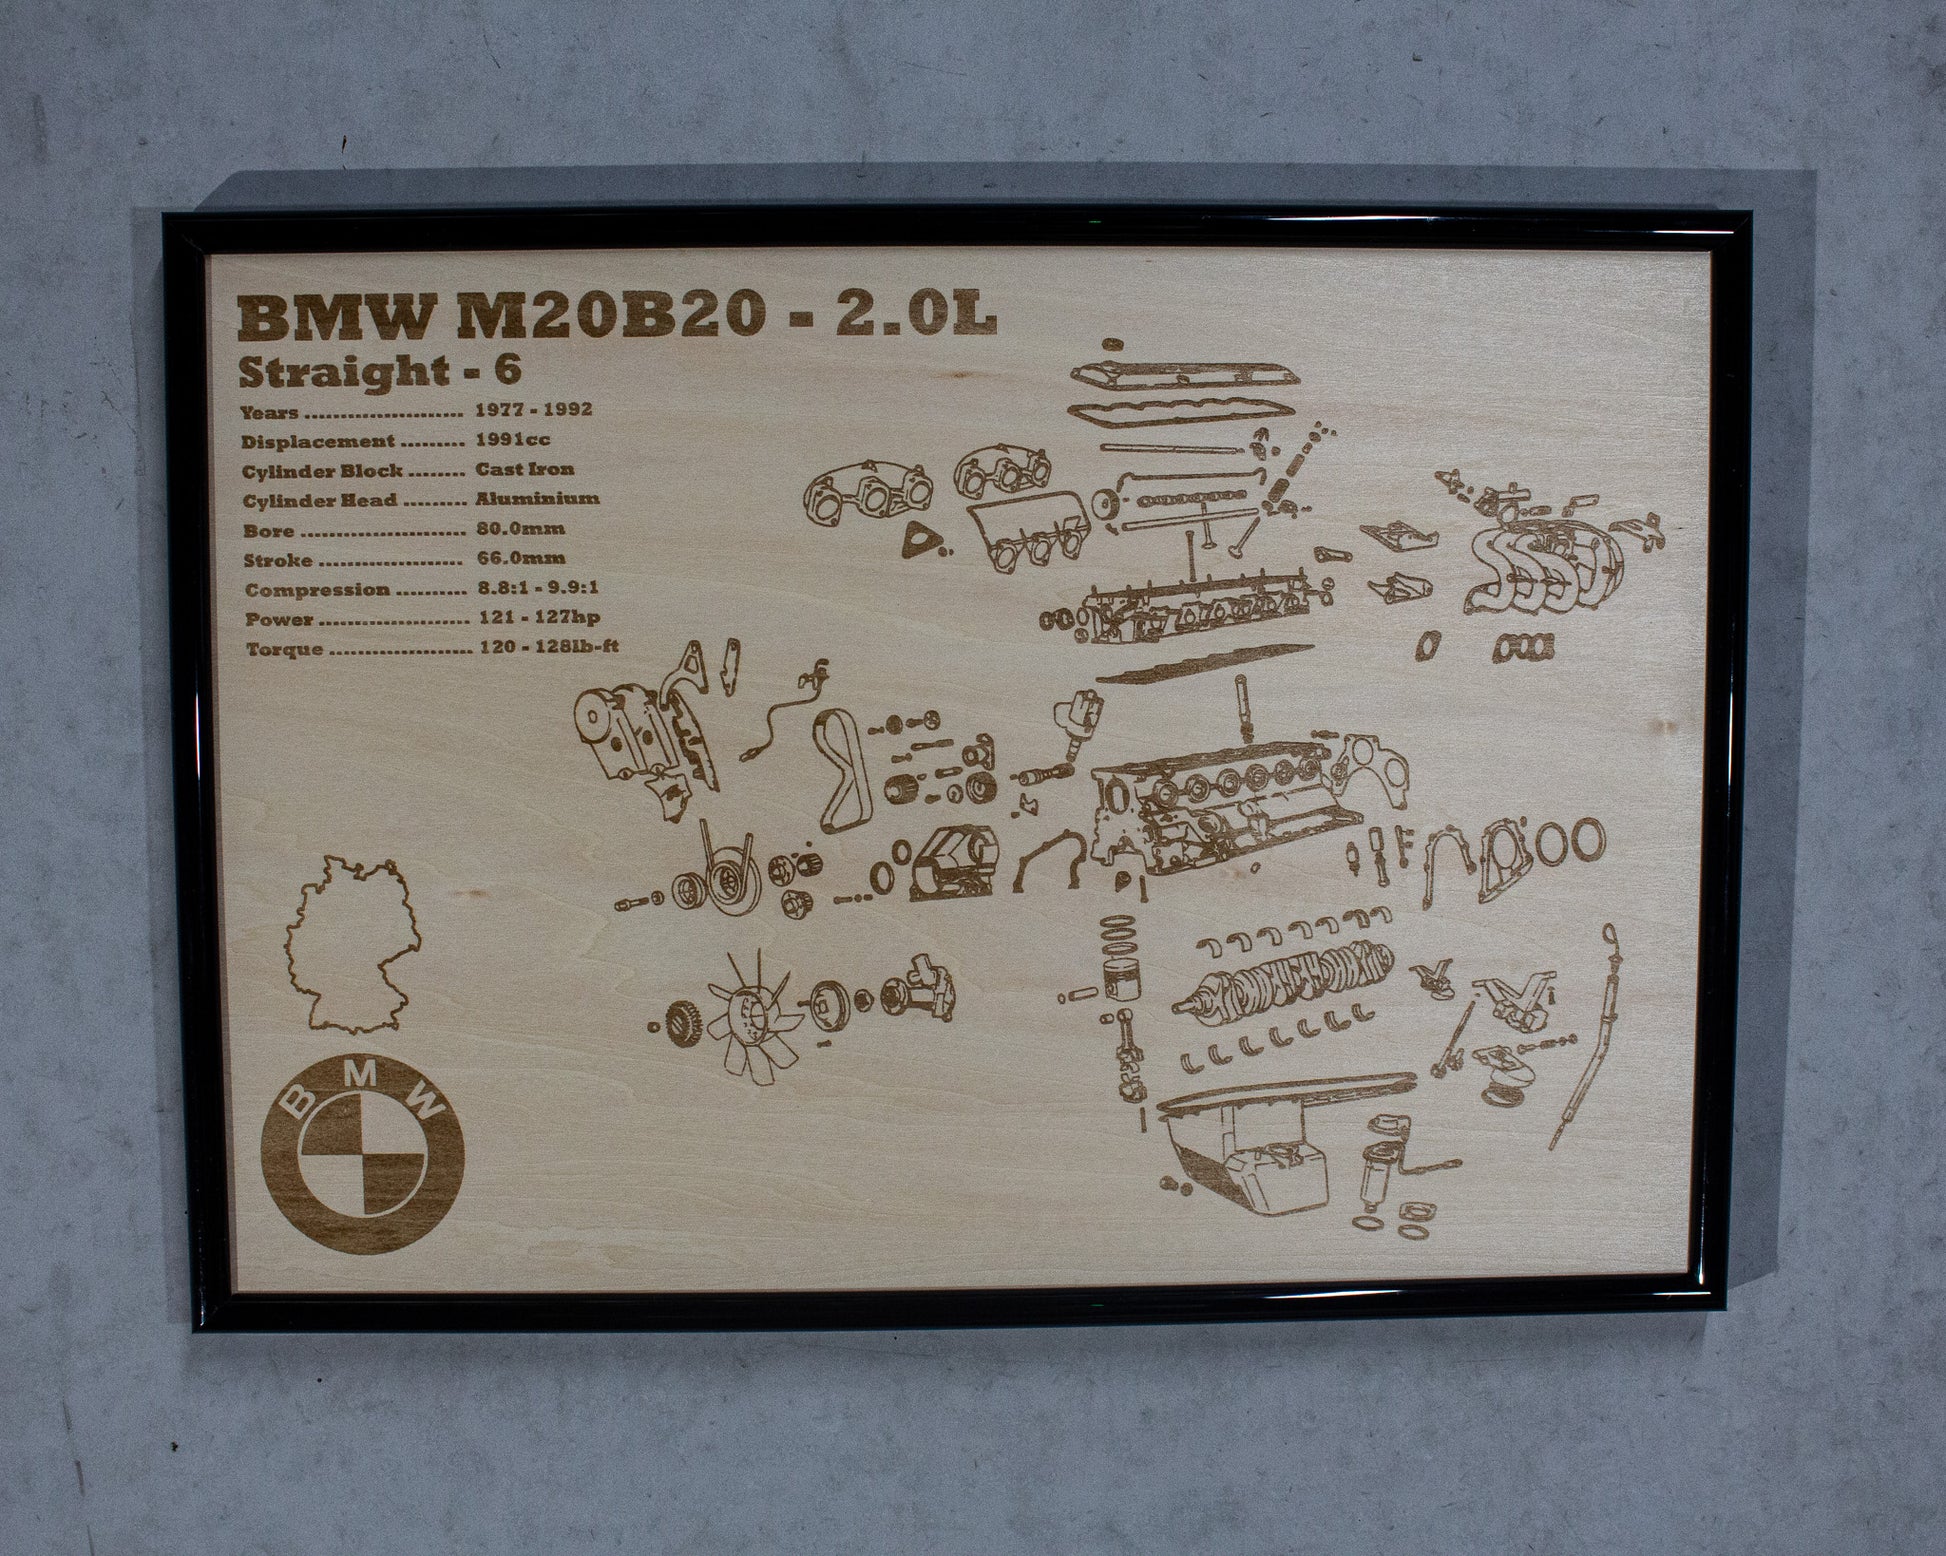 BMW M20B20 - 2.0L
Straight - 6
Years ...................... 1977 - 1992
Displacement ......... 1991cc
Cylinder Block ........ Cast Iron
Cylinder Head ......... Aluminium
Bore ....................... 80.0mm
Stroke .................... 66.0mm
Compression .......... 8.8:1 - 9.9:1
Power ..................... 121 - 127hp
Torque .................... 120 - 128lb-ft
BMW